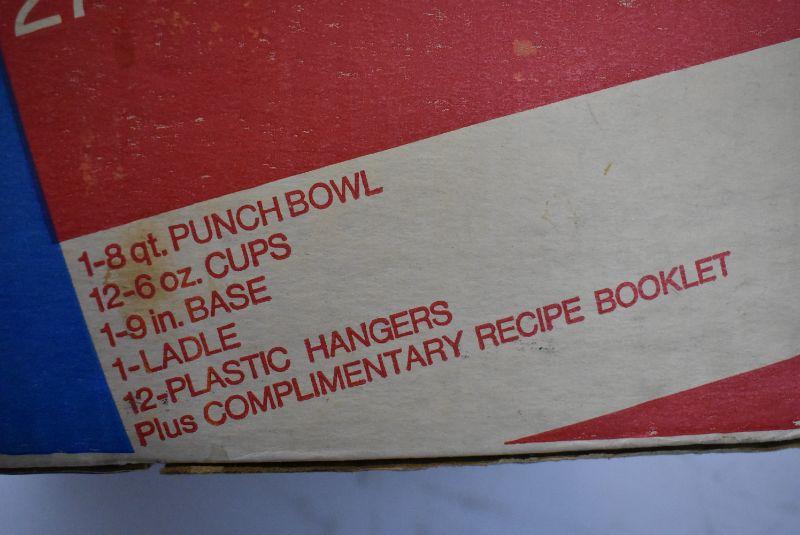 1-8 qt. PUNCH BOWL
12-6 oz. CUPS
1-9 in. BASE
1-LADLE
12-PLASTIC HANGERS
Plus COMPLIMENTARY RECIPE BOOKLET